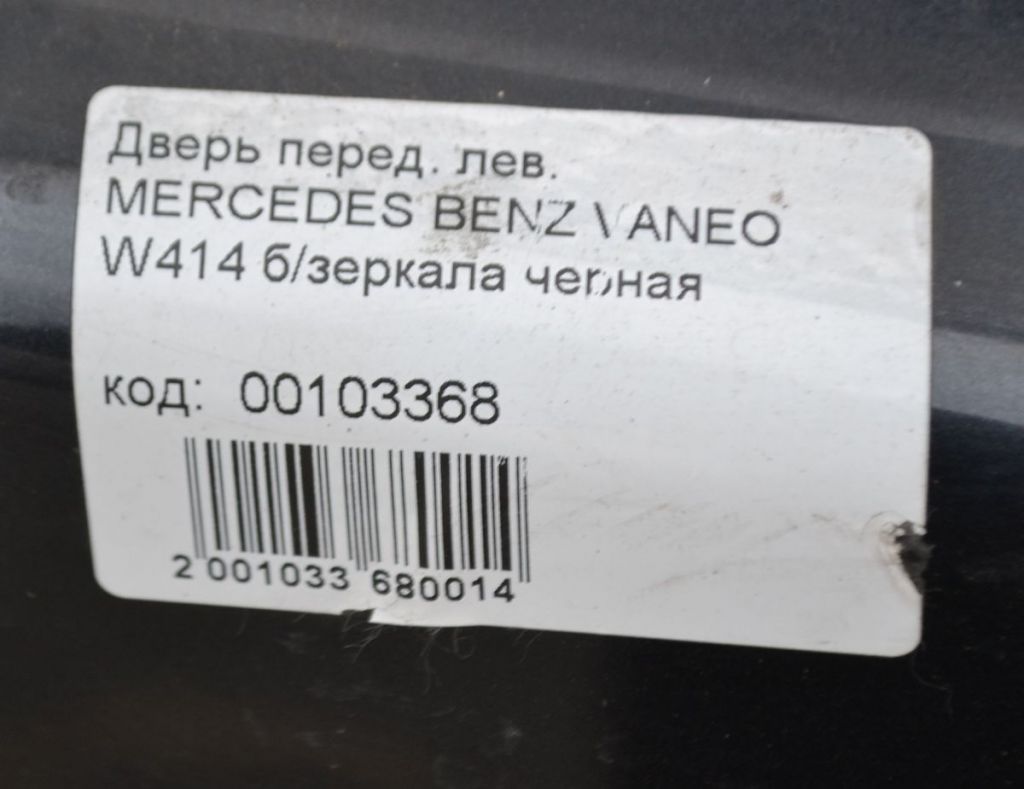 Дверь перед. лев.
MERCEDES BENZ VANEO
W414 б/зеркала черная
код: 00103368
2 001033 680014